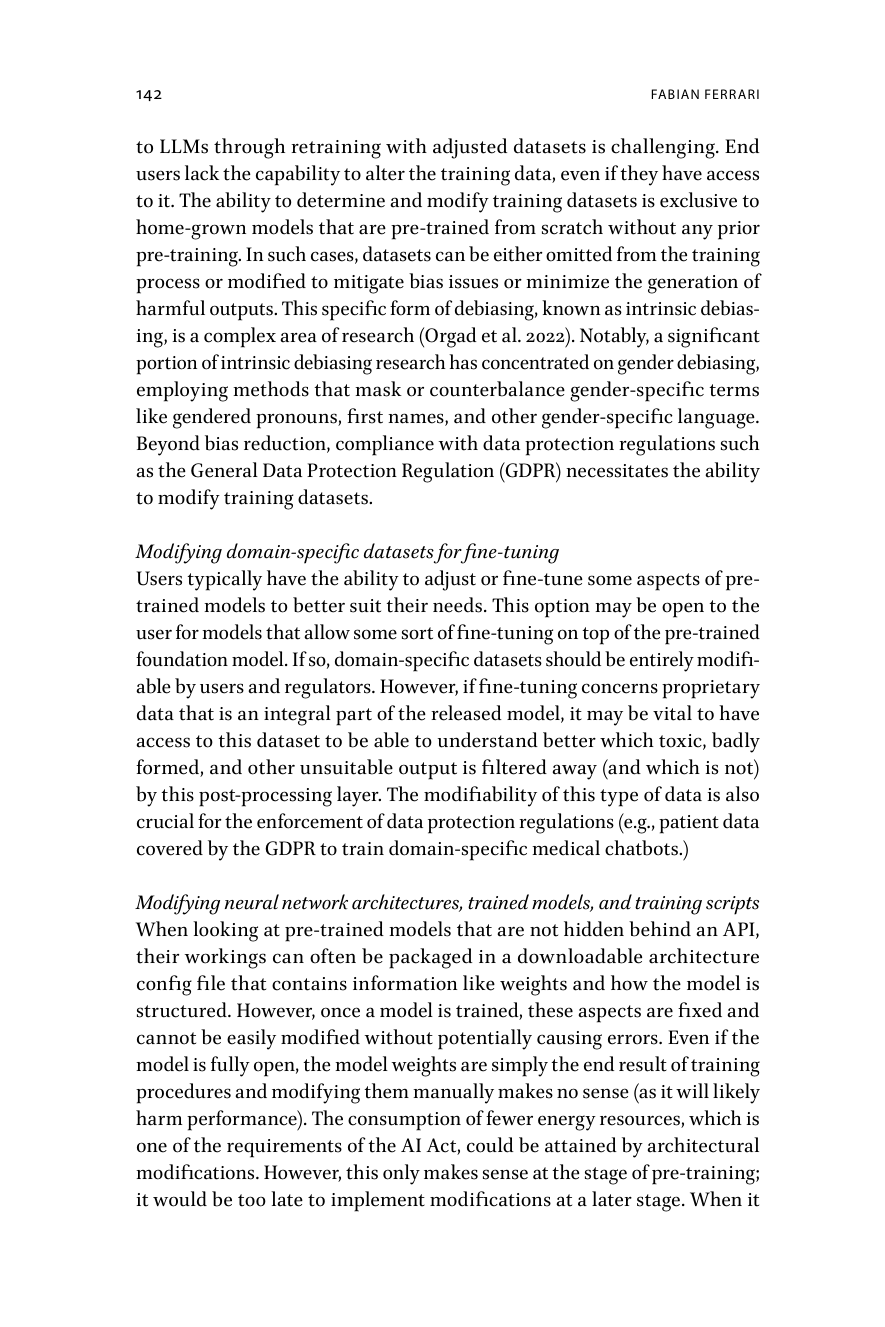 142
FABIAN FERRARI
to LLMs through retraining with adjusted datasets is challenging. End
users lack the capability to alter the training data, even if they have access
to it. The ability to determine and modify training datasets is exclusive to
home-grown models that are pre-trained from scratch without any prior
pre-training. In such cases, datasets can be either omitted from the training
process or modified to mitigate bias issues or minimize the generation of
harmful outputs. This specific form of debiasing, known as intrinsic debias-
ing, is a complex area of research (Orgad et al. 2022). Notably, a significant
portion of intrinsic debiasing research has concentrated on gender debiasing,
employing methods that mask or counterbalance gender-specific terms
like gendered pronouns, first names, and other gender-specific language.
Beyond bias reduction, compliance with data protection regulations such
as the General Data Protection Regulation (GDPR) necessitates the ability
to modify training datasets.
Modifying domain-specific datasets for fine-tuning
Users typically have the ability to adjust or fine-tune some aspects of pre-
trained models to better suit their needs. This option may be open to the
user for models that allow some sort of fine-tuning on top of the pre-trained
foundation model. If so, domain-specific datasets should be entirely modifi-
able by users and regulators. However, if fine-tuning concerns proprietary
data that is an integral part of the released model, it may be vital to have
access to this dataset to be able to understand better which toxic, badly
formed, and other unsuitable output is filtered away (and which is not)
by this post-processing layer. The modifiability of this type of data is also
crucial for the enforcement of data protection regulations (e.g., patient data
covered by the GDPR to train domain-specific medical chatbots.)
Modifying neural network architectures, trained models, and training scripts
When looking at pre-trained models that are not hidden behind an API,
their workings can often be packaged in a downloadable architecture
config file that contains information like weights and how the model is
structured. However, once a model is trained, these aspects are fixed and
cannot be easily modified without potentially causing errors. Even if the
model is fully open, the model weights are simply the end result of training
procedures and modifying them manually makes no sense (as it will likely
harm performance). The consumption of fewer energy resources, which is
one of the requirements of the AI Act, could be attained by architectural
modifications. However, this only makes sense at the stage of pre-training;
it would be too late to implement modifications at a later stage. When it